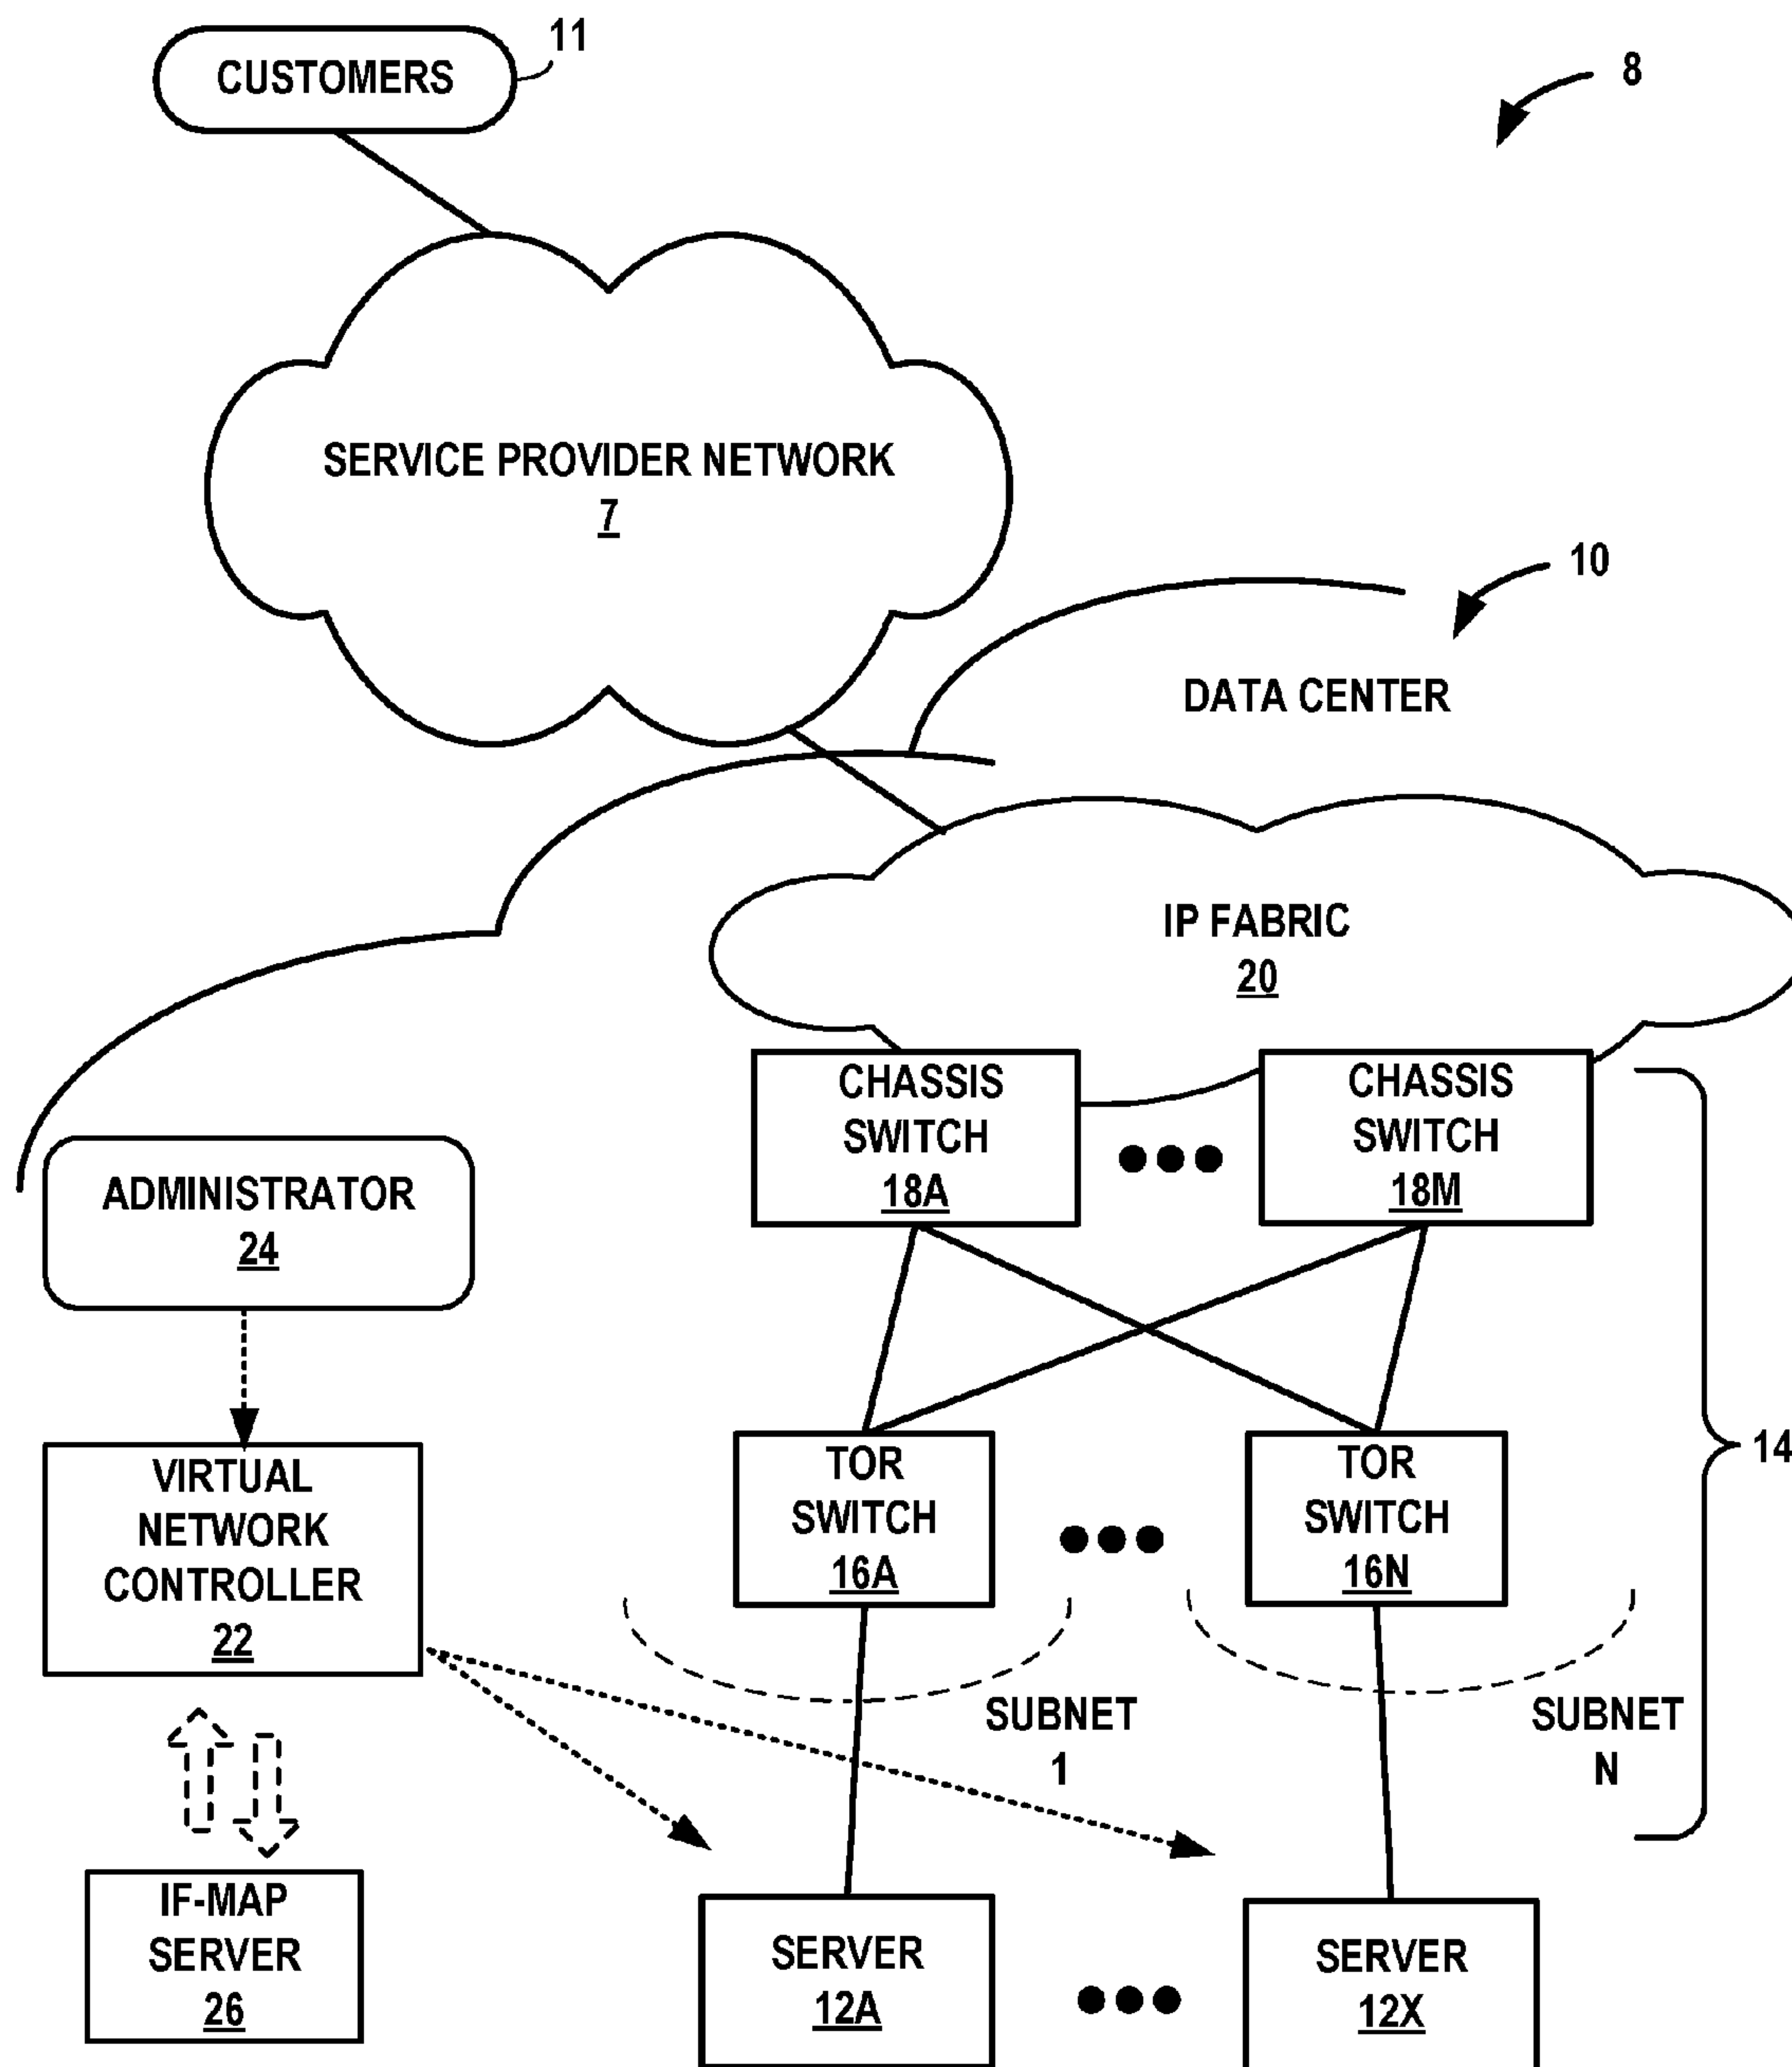 11
CUSTOMERS
8
SERVICE PROVIDER NETWORK
7
10
DATA CENTER
IP FABRIC
20
CHASSIS
SWITCH
18A
CHASSIS
SWITCH
18M
ADMINISTRATOR
24
14
VIRTUAL
NETWORK
CONTROLLER
22
TOR
SWITCH
16A
TOR
SWITCH
16N
SUBNET
1
SUBNET
N
IF-MAP
SERVER
26
SERVER
12A
SERVER
12X